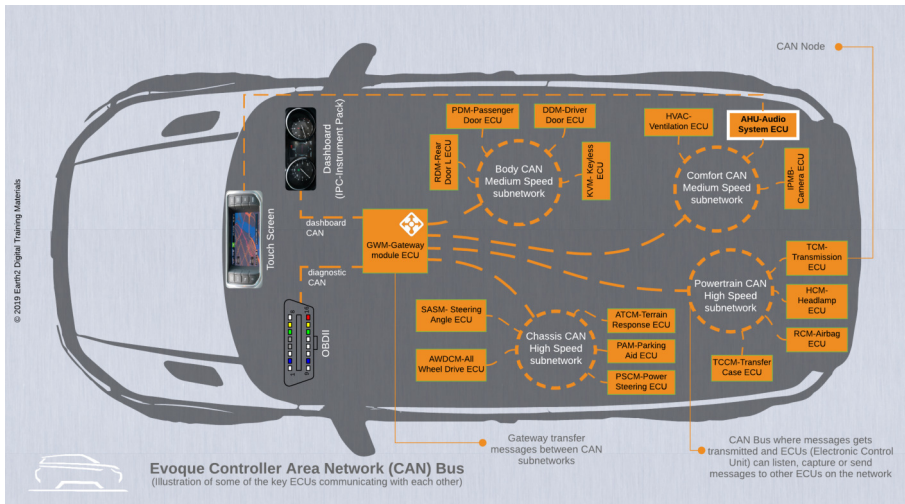 CAN Node
PDM-Passenger
Door ECU
DDM-Driver
Door ECU
HVAC-
Ventilation ECU
AHU-Audio
System ECU
Dashboard
(IPC-Instrument Pack)
RDM-Rear
Door L ECU
Body CAN
Medium Speed
subnetwork
KVM- Keyless
ECU
Comfort CAN
Medium Speed
subnetwork
IPMB-
Camera ECU
© 2019 Earth2 Digital Training Materials
Touch Screen
dashboard
CAN
GWM-Gateway
module ECU
diagnostic
CAN
OBDII
TCM-
Transmission
ECU
Powertrain CAN
High Speed
subnetwork
HCM-
Headlamp
ECU
RCM-Airbag
ECU
TCCM-Transfer
Case ECU
SASM- Steering
Angle ECU
AWDCM-All
Wheel Drive ECU
Chassis CAN
High Speed
subnetwork
ATCM-Terrain
Response ECU
PAM-Parking
Aid ECU
PSCM-Power
Steering ECU
Gateway transfer
messages between CAN
subnetworks
CAN Bus where messages gets
transmitted and ECUs (Electronic Control
Unit) can listen, capture or send
messages to other ECUs on the network
Evoque Controller Area Network (CAN) Bus
(Illustration of some of the key ECUs communicating with each other)